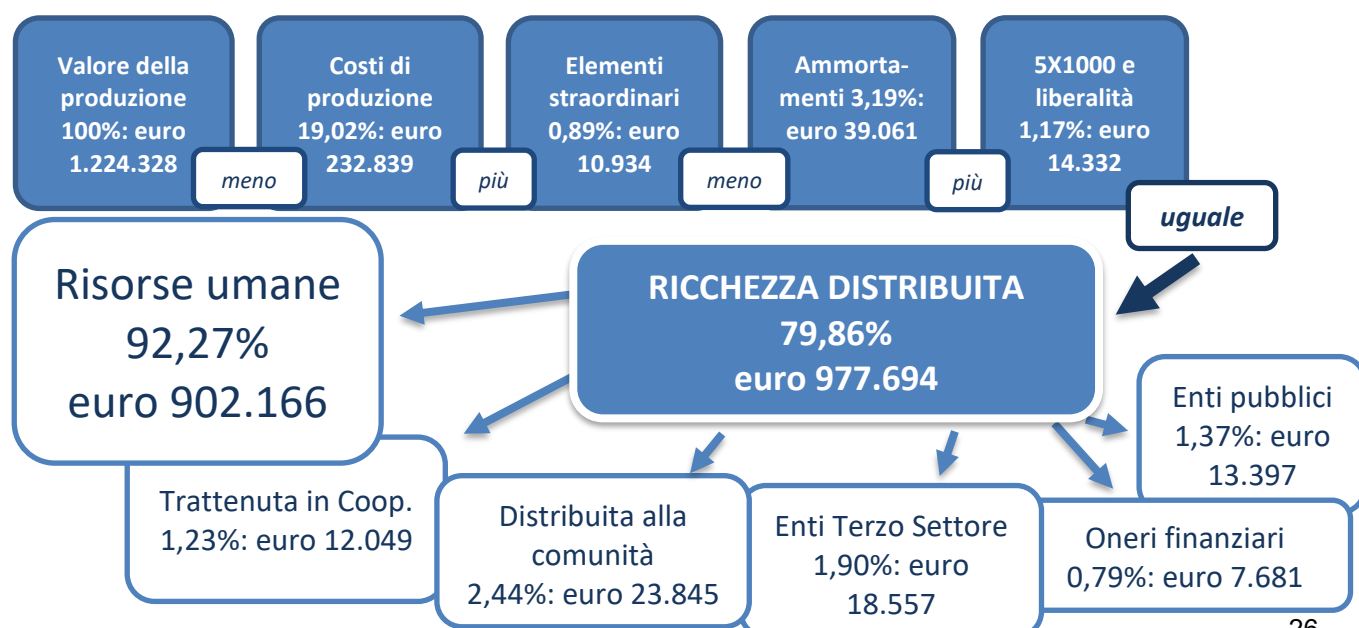 Valore della
produzione
100%: euro
1.224.328
meno
Costi di
produzione
19,02%: euro
232.839
più
Elementi
straordinari
0,89%: euro
10.934
meno
Ammorta-
menti 3,19%:
euro 39.061
più
5X1000 e
liberalità
1,17%: euro
14.332
uguale
RICCHEZZA DISTRIBUITA
79,86%
euro 977.694
Risorse umane
92,27%
euro 902.166
Trattenuta in Coop.
1,23%: euro 12.049
Distribuita alla
comunità
2,44%: euro 23.845
Enti Terzo Settore
1,90%: euro
18.557
Oneri finanziari
0,79%: euro 7.681
Enti pubblici
1,37%: euro
13.397
26